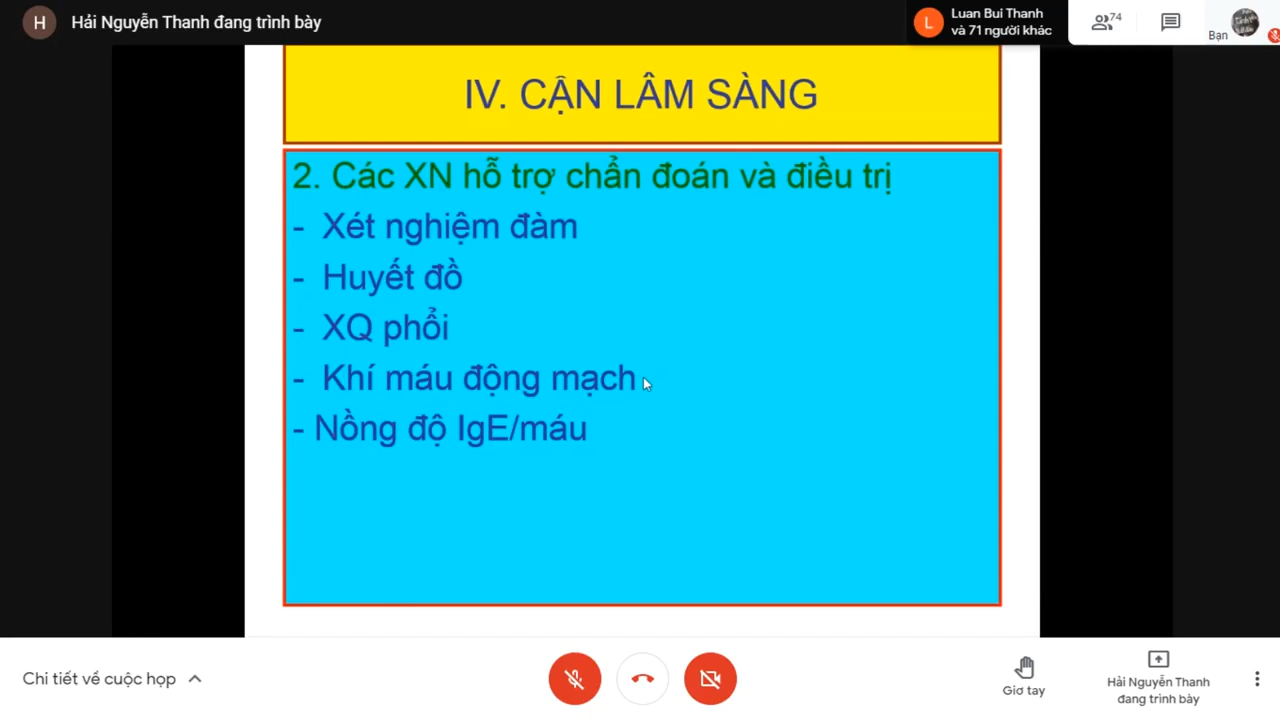 H
Hải Nguyễn Thanh đang trình bày
L
Luan Bui Thanh
và 71 người khác
74
Bạn
IV. CẬN LÂM SÀNG
2. Các XN hỗ trợ chẩn đoán và điều trị
- Xét nghiệm đàm
- Huyết đồ
- XQ phổi
- Khí máu động mạch
- Nồng độ IgE/máu
Chi tiết về cuộc họp
Giơ tay
Hải Nguyễn Thanh
đang trình bày